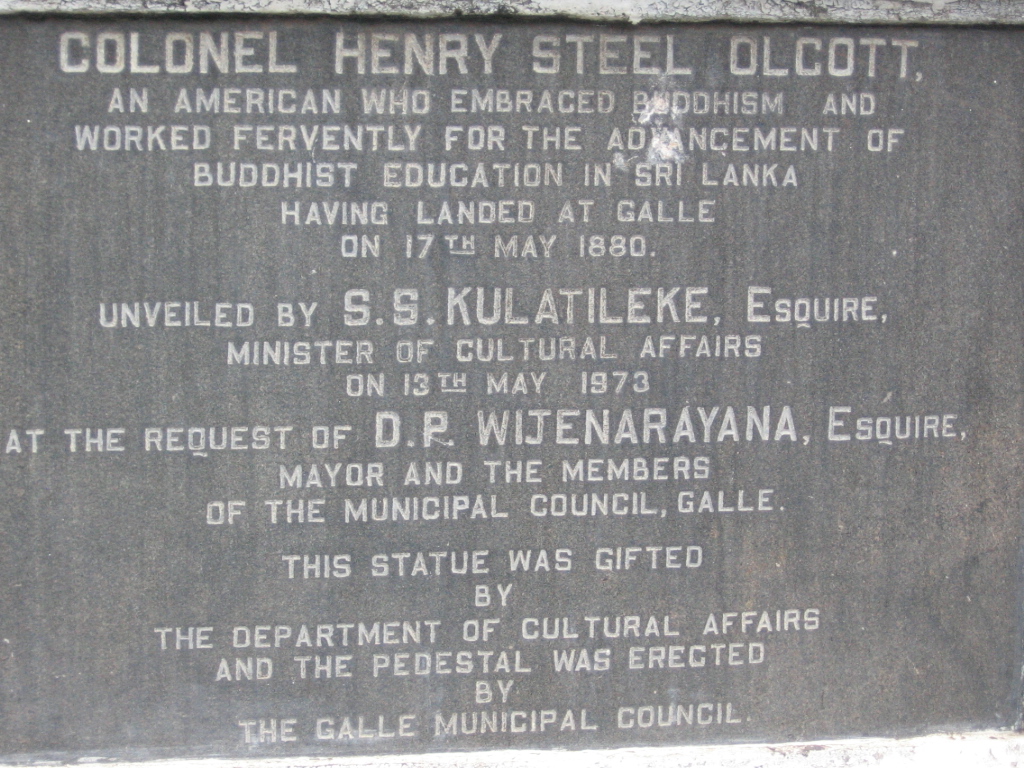 COLONEL HENRY STEEL OLCOTT,
AN AMERICAN WHO EMBRACED BUDDHISM AND
WORKED FERVENTLY FOR THE ADVANCEMENT OF
BUDDHIST EDUCATION IN SRI LANKA
HAVING LANDED AT GALLE
ON 17TH MAY 1880.
UNVEILED BY S.S. KULATILEKE, ESQUIRE,
MINISTER OF CULTURAL AFFAIRS
ON 13TH MAY 1973
AT THE REQUEST OF D.P. WIJENARAYANA, ESQUIRE,
MAYOR AND THE MEMBERS
OF THE MUNICIPAL COUNCIL, GALLE.
THIS STATUE WAS GIFTED
BY
THE DEPARTMENT OF CULTURAL AFFAIRS
AND THE PEDESTAL WAS ERECTED
BY
THE GALLE MUNICIPAL COUNCIL.